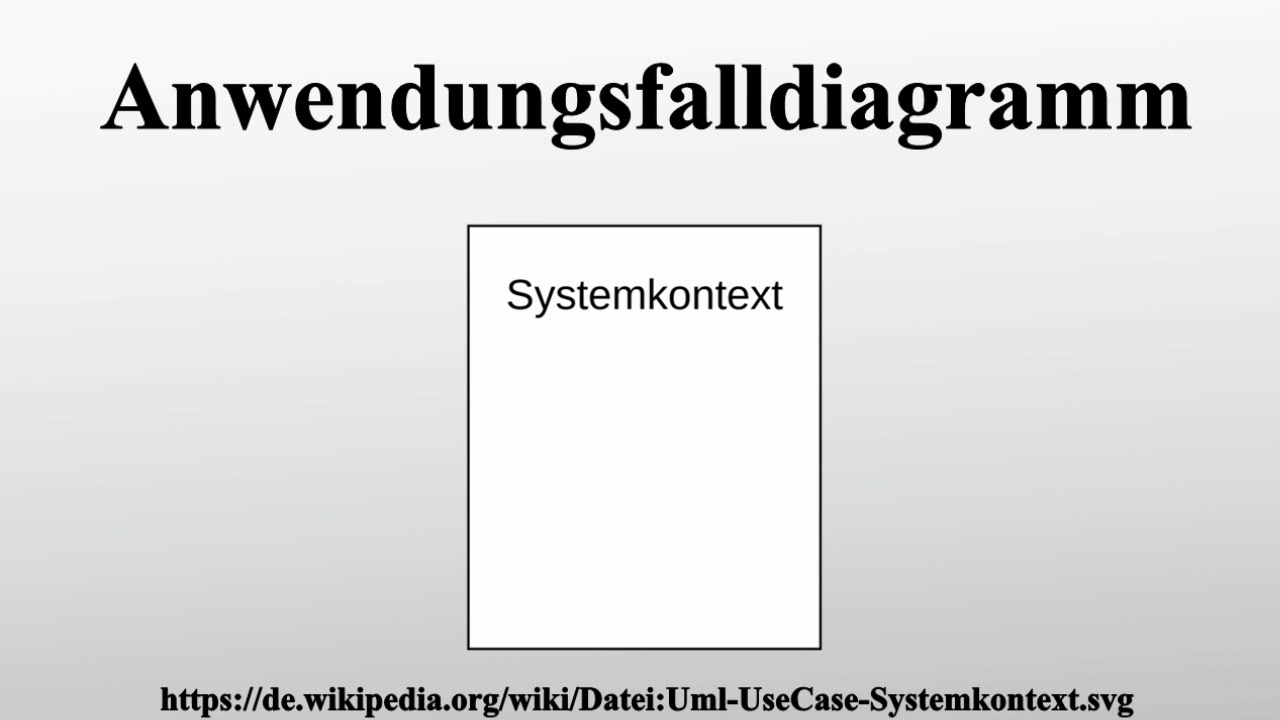 Anwendungsfalldiagramm
Systemkontext
https://de.wikipedia.org/wiki/Datei:Uml-UseCase-Systemkontext.svg